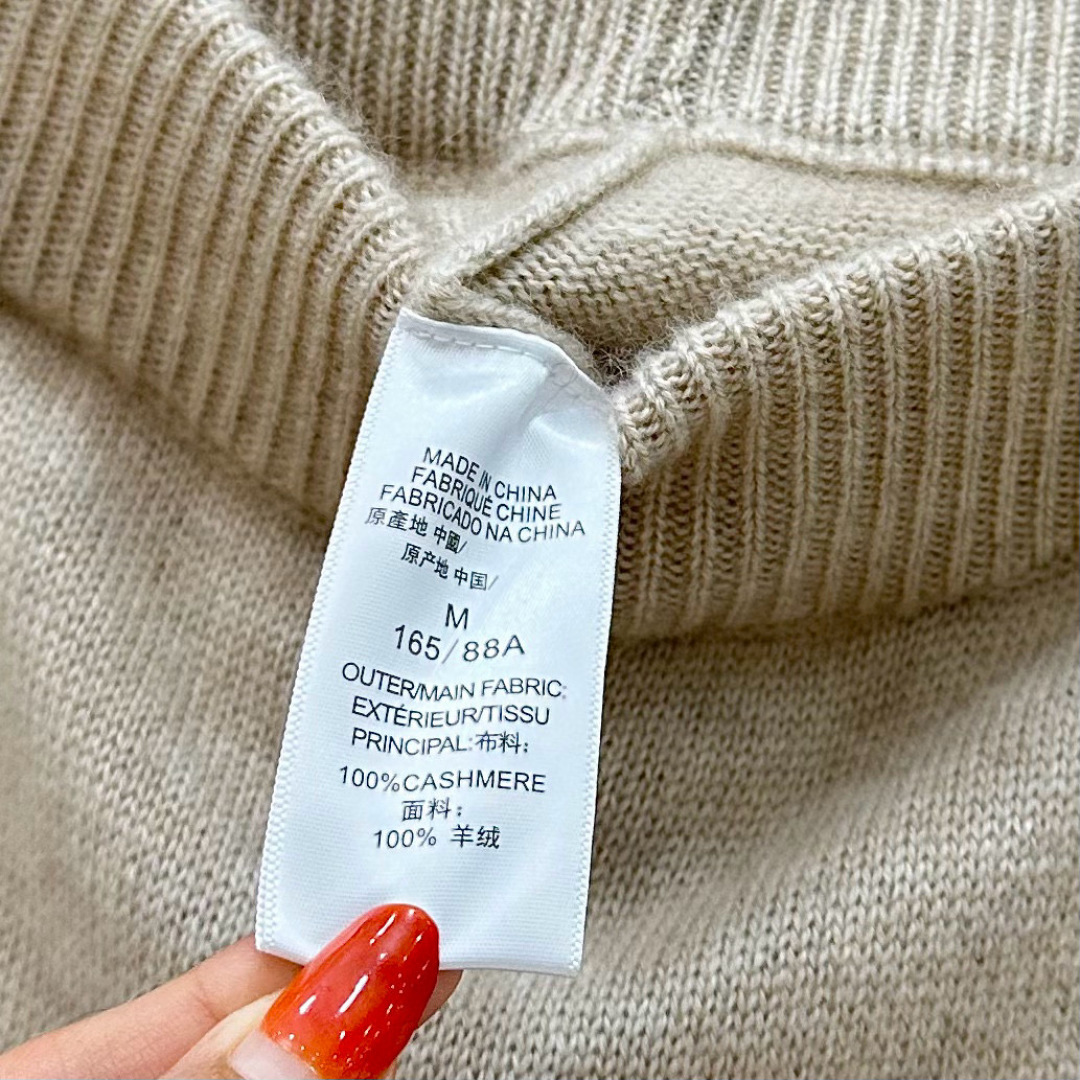 MADE IN CHINA
FABRIQUÉ CHINE
FABRICADO NA CHINA
原產地 中國/
原产地 中国/
M
165/88A
OUTER/MAIN FABRIC:
EXTÉRIEUR/TISSU
PRINCIPAL:布料:
100%CASHMERE
面料:
100% 羊绒